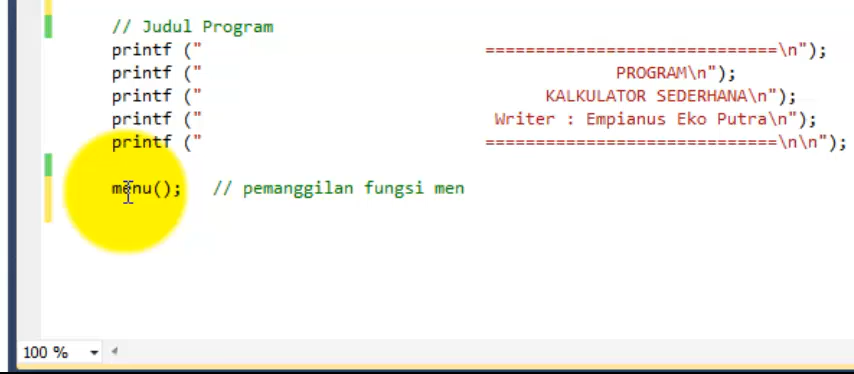 // Judul Program
printf ("                            =============================\n");
printf ("                                         PROGRAM\n");
printf ("                                  KALKULATOR SEDERHANA\n");
printf ("                             Writer : Empianus Eko Putra\n");
printf ("                            =============================\n\n");
menu();   // pemanggilan fungsi men
100 %